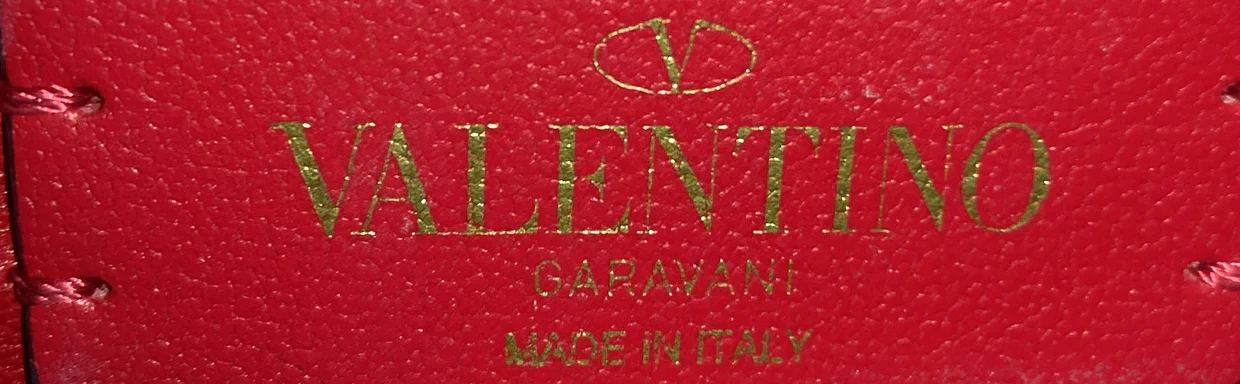 V
VALENTINO
GARAVANI
MADE IN ITALY